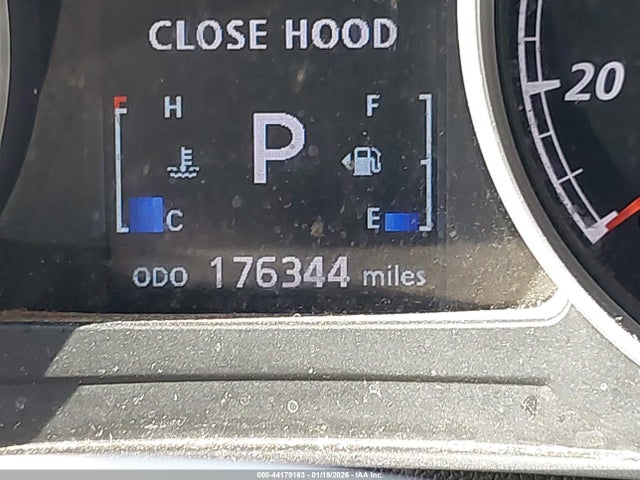 CLOSE HOOD
20
H F
P
C E
ODO 176344 miles
000-44179163 - 01/19/2026 - IAA Inc.